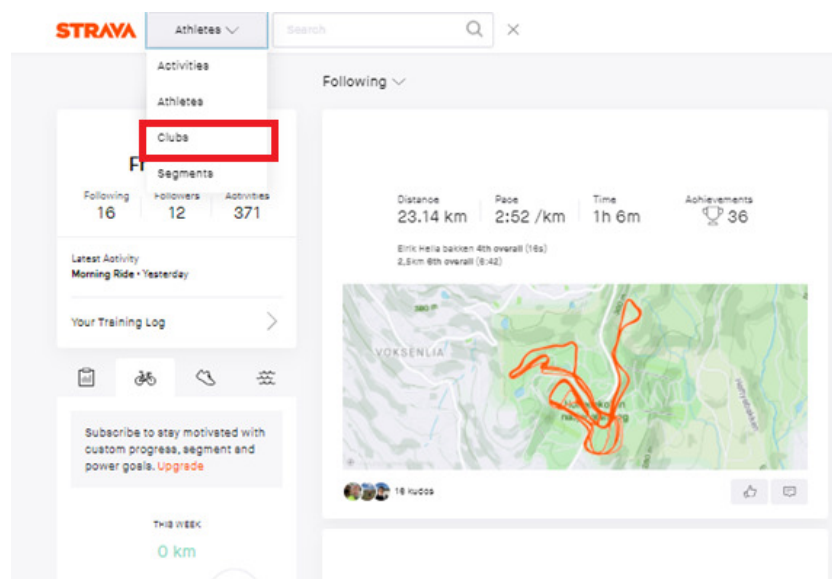 STRAVA Athletes Search
Activities
Athletes
Following
Clubs
Segments
Following Followers Activities
16 12 371
Latest Activity
Morning Ride • Yesterday
Your Training Log
Subscribe to stay motivated with
custom progress, segment and
power goals. Upgrade
THIS WEEK
0 km
Distance Pace Time Achievements
23.14 km 2:52 /km 1h 6m 36
Eirik Hella bakken 4th overall (16s)
2,5km 6th overall (6:42)
VOKSENLIA
16 kudos